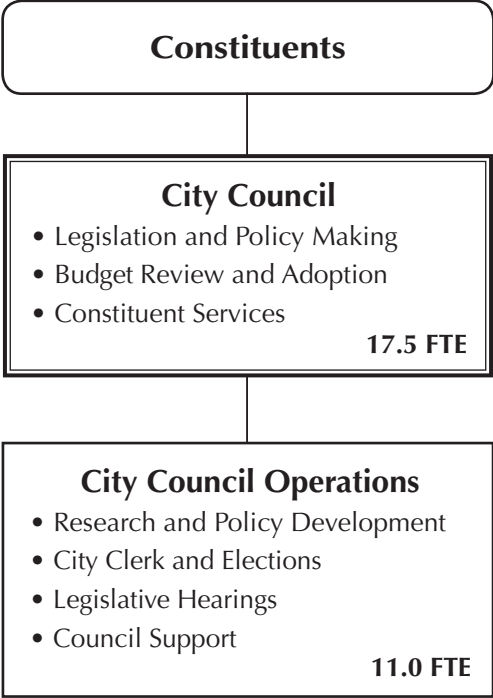 Constituents
City Council
• Legislation and Policy Making
• Budget Review and Adoption
• Constituent Services
17.5 FTE
City Council Operations
• Research and Policy Development
• City Clerk and Elections
• Legislative Hearings
• Council Support
11.0 FTE